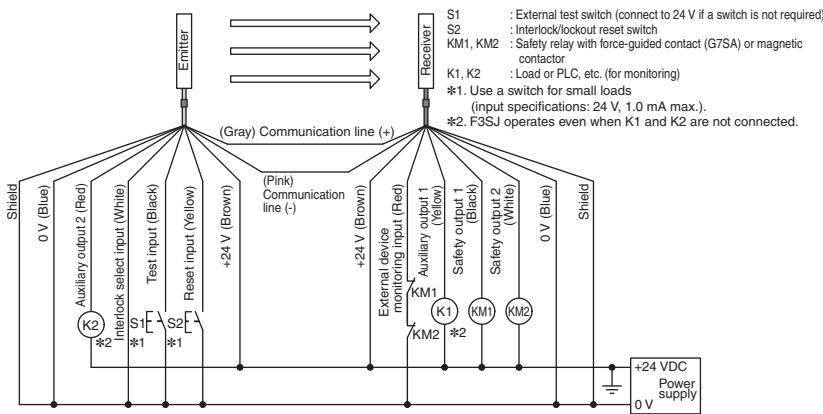 S1 : External test switch (connect to 24 V if a switch is not required)
S2 : Interlock/lockout reset switch
KM1, KM2 : Safety relay with force-guided contact (G7SA) or magnetic
contactor
K1, K2 : Load or PLC, etc. (for monitoring)
*1. Use a switch for small loads
(input specifications: 24 V, 1.0 mA max.).
*2. F3SJ operates even when K1 and K2 are not connected.
Emitter
Receiver
(Gray) Communication line (+)
(Pink)
Communication
line (-)
Shield
0 V (Blue)
Auxiliary output 2 (Red)
Interlock select input (White)
Test input (Black)
Reset input (Yellow)
+24 V (Brown)
+24 V (Brown)
External device
monitoring input (Red)
Auxiliary output 1
(Yellow)
Safety output 1
(Black)
Safety output 2
(White)
0 V (Blue)
Shield
K2
*2
S1
*1
S2
*1
KM1
KM2
K1
*2
KM1
KM2
+24 VDC
Power
supply
0 V